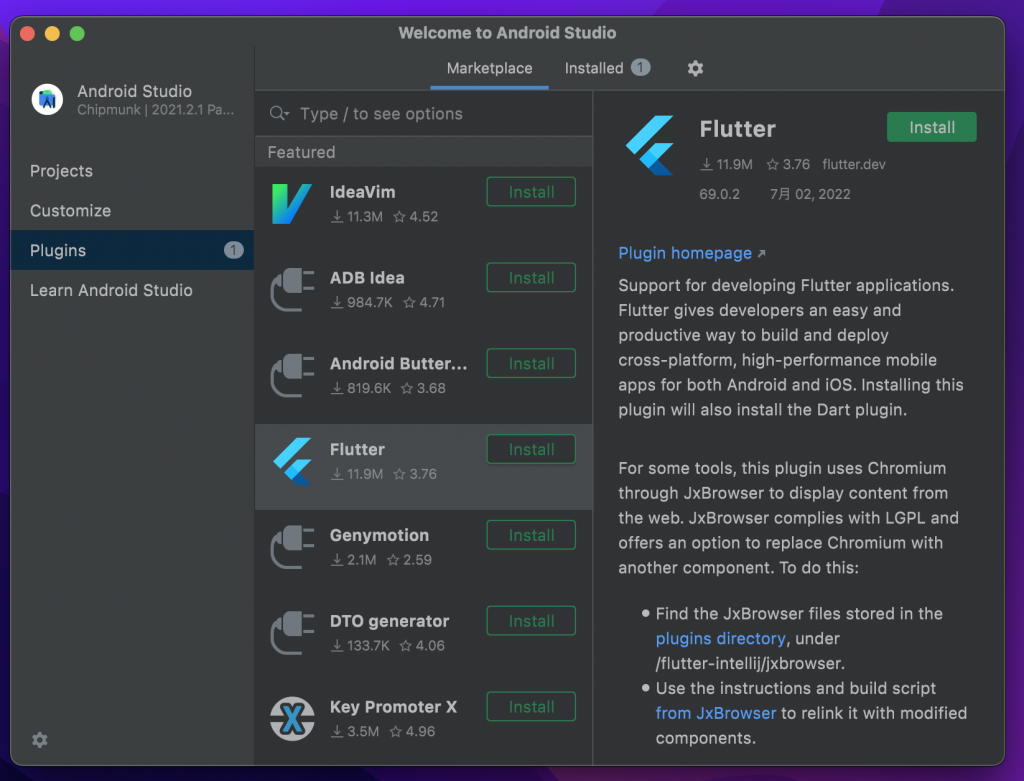 Welcome to Android Studio
Android Studio
Chipmunk | 2021.2.1 Pa...
Projects
Customize
Plugins 1
Learn Android Studio
Marketplace Installed 1
Type / to see options
Featured
IdeaVim Install
11.3M 4.52
ADB Idea Install
984.7K 4.71
Android Butter... Install
819.6K 3.68
Flutter Install
11.9M 3.76
Genymotion Install
2.1M 2.59
DTO generator Install
133.7K 4.06
Key Promoter X Install
3.5M 4.96
Flutter Install
11.9M 3.76 flutter.dev
69.0.2 7月 02, 2022
Plugin homepage ↗
Support for developing Flutter applications.
Flutter gives developers an easy and
productive way to build and deploy
cross-platform, high-performance mobile
apps for both Android and iOS. Installing this
plugin will also install the Dart plugin.
For some tools, this plugin uses Chromium
through JxBrowser to display content from
the web. JxBrowser complies with LGPL and
offers an option to replace Chromium with
another component. To do this:
• Find the JxBrowser files stored in the
plugins directory, under
/flutter-intellij/jxbrowser.
• Use the instructions and build script
from JxBrowser to relink it with modified
components.